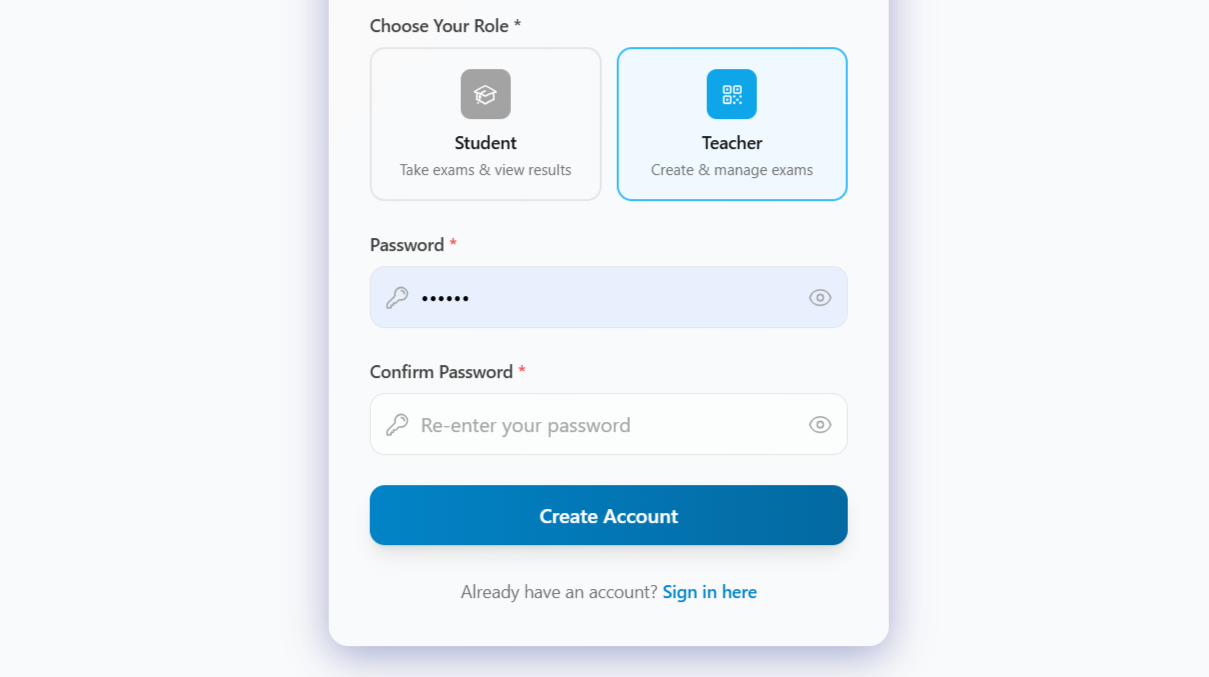 Choose Your Role *
Student
Take exams & view results
Teacher
Create & manage exams
Password *
••••••
Confirm Password *
Re-enter your password
Create Account
Already have an account? Sign in here